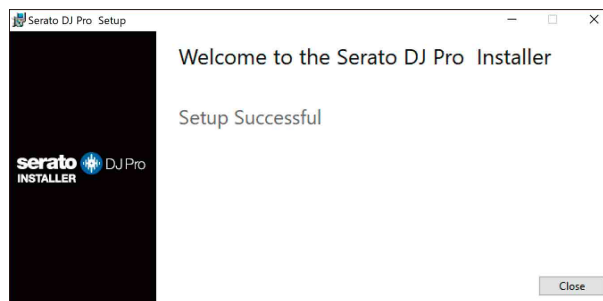 Serato DJ Pro Setup
Welcome to the Serato DJ Pro Installer
Setup Successful
serato DJ Pro
INSTALLER
Close